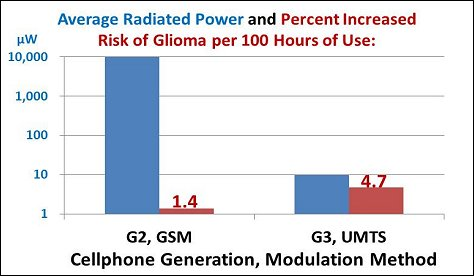 Average Radiated Power and Percent Increased
Risk of Glioma per 100 Hours of Use:
μW
10,000
1,000
100
10
1
1.4
4.7
G2, GSM
G3, UMTS
Cellphone Generation, Modulation Method